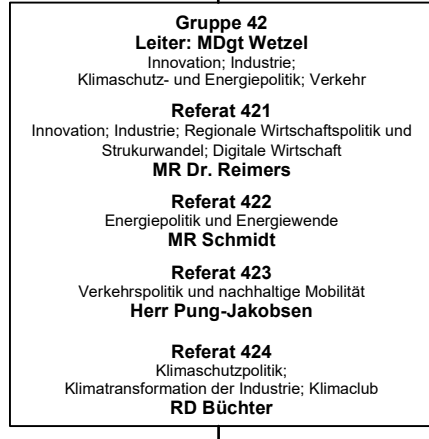 Gruppe 42
Leiter: MDgt Wetzel
Innovation; Industrie;
Klimaschutz- und Energiepolitik; Verkehr
Referat 421
Innovation; Industrie; Regionale Wirtschaftspolitik und
Strukurwandel; Digitale Wirtschaft
MR Dr. Reimers
Referat 422
Energiepolitik und Energiewende
MR Schmidt
Referat 423
Verkehrspolitik und nachhaltige Mobilität
Herr Pung-Jakobsen
Referat 424
Klimaschutzpolitik;
Klimatransformation der Industrie; Klimaclub
RD Büchter